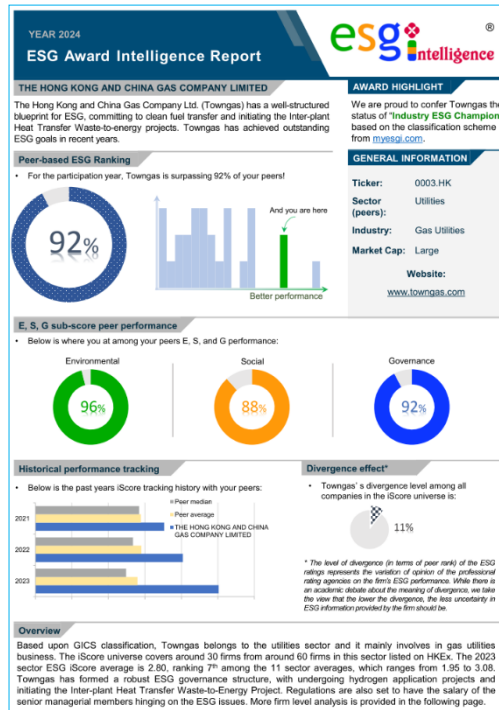 YEAR 2024
ESG Award Intelligence Report
esgi
intelligence
®
THE HONG KONG AND CHINA GAS COMPANY LIMITED
The Hong Kong and China Gas Company Ltd. (Towngas) has a well-structured
blueprint for ESG, committing to clean fuel transfer and initiating the Inter-plant
Heat Transfer Waste-to-energy projects. Towngas has achieved outstanding
ESG goals in recent years.
AWARD HIGHLIGHT
We are proud to confer Towngas the
status of "Industry ESG Champion
based on the classification scheme
from myesgi.com.
Peer-based ESG Ranking
• For the participation year, Towngas is surpassing 92% of your peers!
92%
And you are here
Better performance
GENERAL INFORMATION
Ticker: 0003.HK
Sector Utilities
(peers):
Industry: Gas Utilities
Market Cap: Large
Website:
www.towngas.com
E, S, G sub-score peer performance
• Below is where you at among your peers E, S, and G performance:
Environmental
Social
Governance
96%
88%
92%
Historical performance tracking
• Below is the past years iScore tracking history with your peers:
Peer median
Peer average
THE HONG KONG AND CHINA
GAS COMPANY LIMITED
2021
2022
2023
Divergence effect*
• Towngas' s divergence level among all
companies in the iScore universe is:
11%
* The level of divergence (in terms of peer rank) of the ESG
ratings represents the variation of opinion of the professional
rating agencies on the firm's ESG performance. While there is
an academic debate about the meaning of divergence, we take
the view that the lower the divergence, the less uncertainty in
ESG information provided by the firm should be.
Overview
Based upon GICS classification, Towngas belongs to the utilities sector and it mainly involves in gas utilities
business. The iScore universe covers around 30 firms from around 60 firms in this sector listed on HKEx. The 2023
sector ESG iScore average is 2.80, ranking 7th among the 11 sector averages, which ranges from 1.95 to 3.08.
Towngas has formed a robust ESG governance structure, with undergoing hydrogen application projects and
initiating the Inter-plant Heat Transfer Waste-to-Energy Project. Regulations are also set to have the salary of the
senior managerial members hinging on the ESG issues. More firm level analysis is provided in the following page.